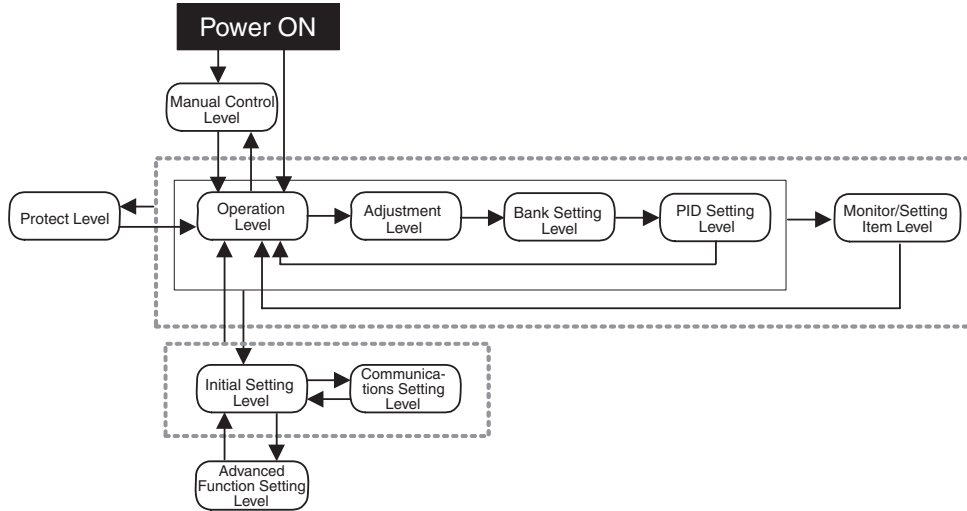 Power ON
Manual Control
Level
Protect Level
Operation
Level
Adjustment
Level
Bank Setting
Level
PID Setting
Level
Monitor/Setting
Item Level
Initial Setting
Level
Communica-
tions Setting
Level
Advanced
Function Setting
Level